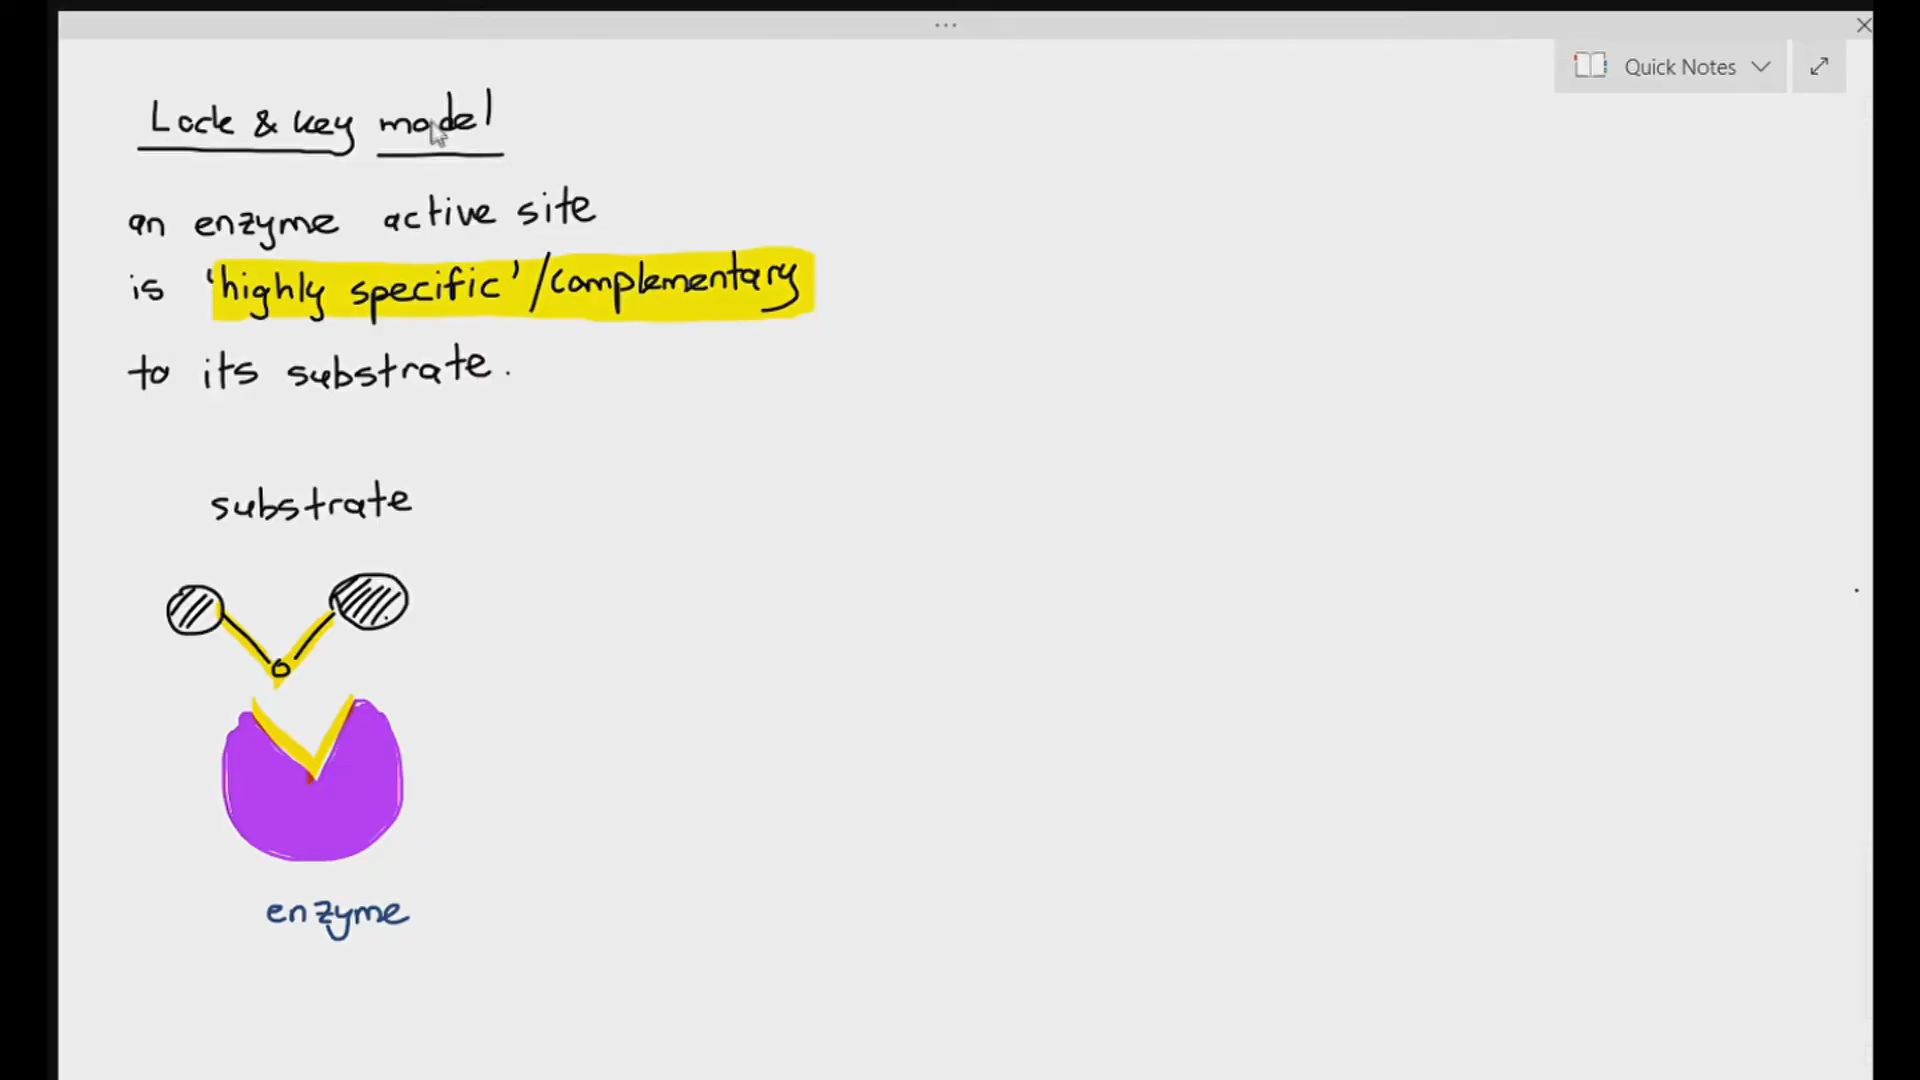 Quick Notes
Lock & key model
an enzyme active site
is 'highly specific'/complementary
to its substrate.
substrate
enzyme